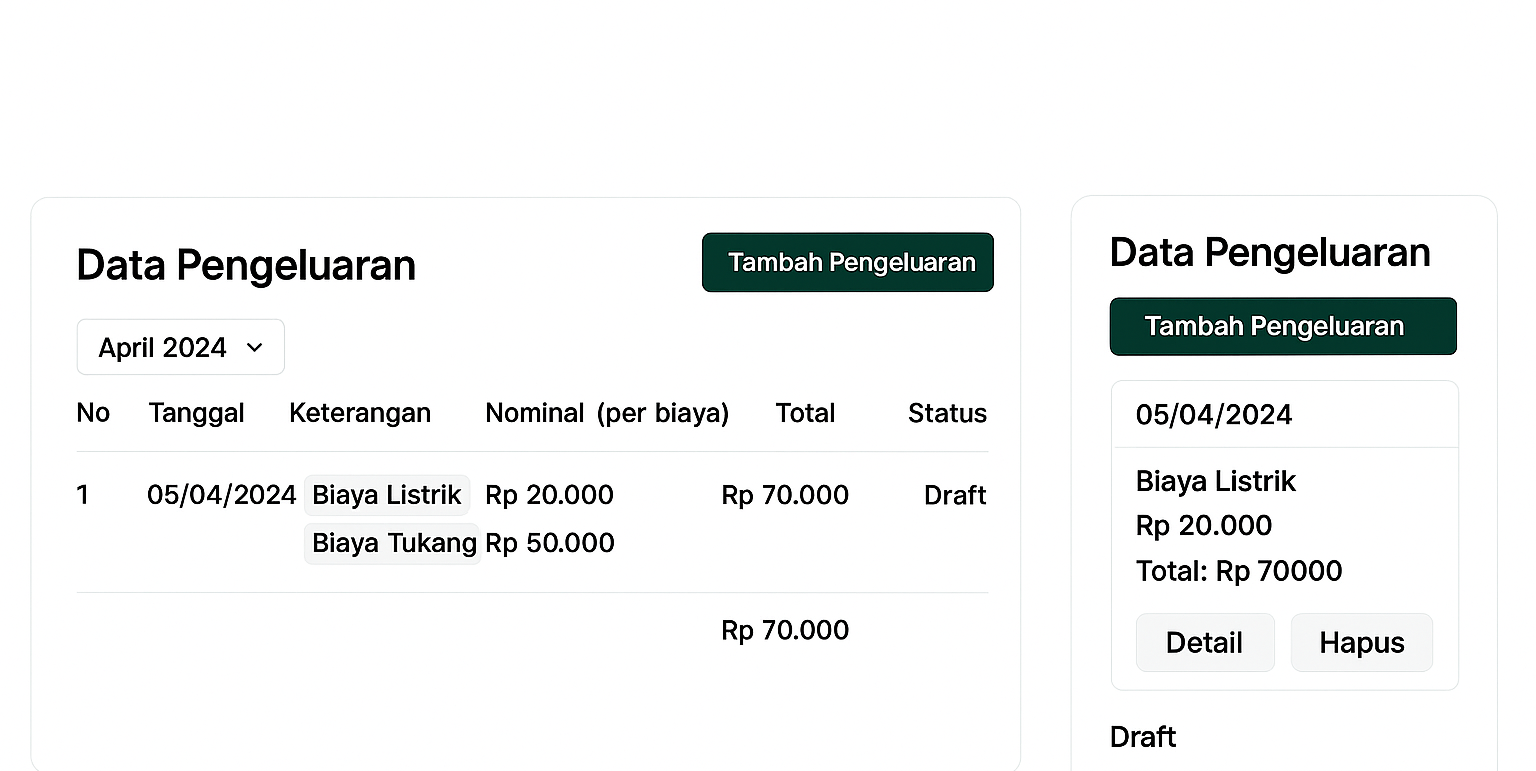 Data Pengeluaran
Tambah Pengeluaran
April 2024
No Tanggal Keterangan Nominal (per biaya) Total Status
1 05/04/2024 Biaya Listrik Rp 20.000 Rp 70.000 Draft
Biaya Tukang Rp 50.000
Rp 70.000
Data Pengeluaran
Tambah Pengeluaran
05/04/2024
Biaya Listrik
Rp 20.000
Total: Rp 70000
Detail Hapus
Draft